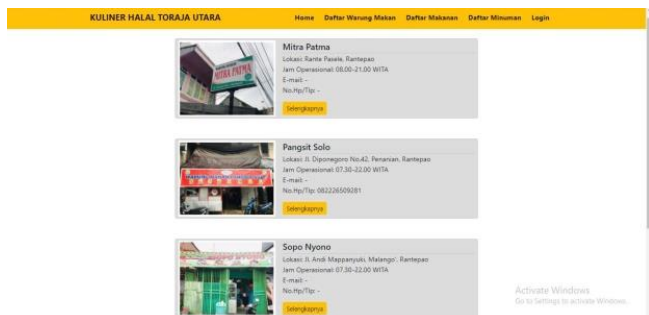 KULINER HALAL TORAJA UTARA
Home Daftar Warung Makan Daftar Makanan Daftar Minuman Login
MITRA PATMA
Mitra Patma
Lokasi: Rante Pasele, Rantepao
Jam Operasional: 08.00-21.00 WITA
E-mail: -
No.Hp/Tlp: -
Selengkapnya
Pangsit Solo
Lokasi: Jl. Diponegoro No.42, Penanian, Rantepao
Jam Operasional: 07.30-22.00 WITA
E-mail: -
No.Hp/Tlp: 082226509281
Selengkapnya
Sopo Nyono
Lokasi: Jl. Andi Mappanyuki, Malango', Rantepao
Jam Operasional: 07.30-22.00 WITA
E-mail: -
No.Hp/Tlp: -
Selengkapnya
Activate Windows
Go to Settings to activate Windows.